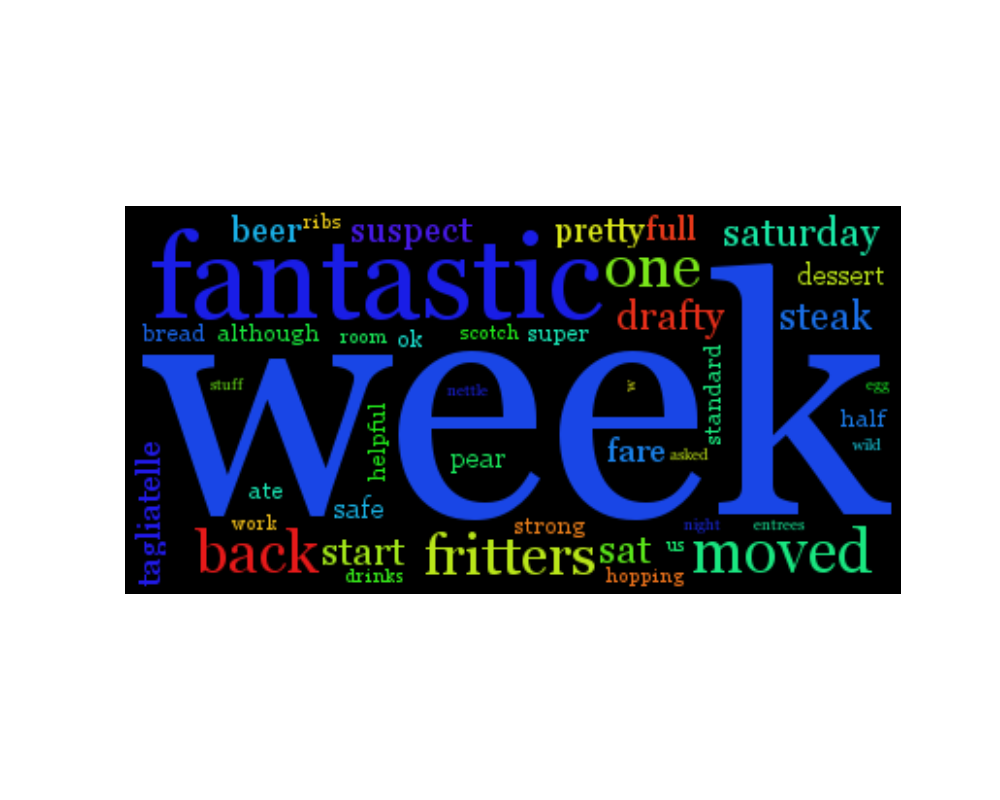 beer ribs suspect pretty full saturday
fantastic one dessert
drafty steak
bread although room ok scotch super
week
stuff nettle egg
standard
helpful half
fare asked wild
pear
tagliatelle
ate safe
work strong night entrees
back start fritters sat us moved
drinks hopping